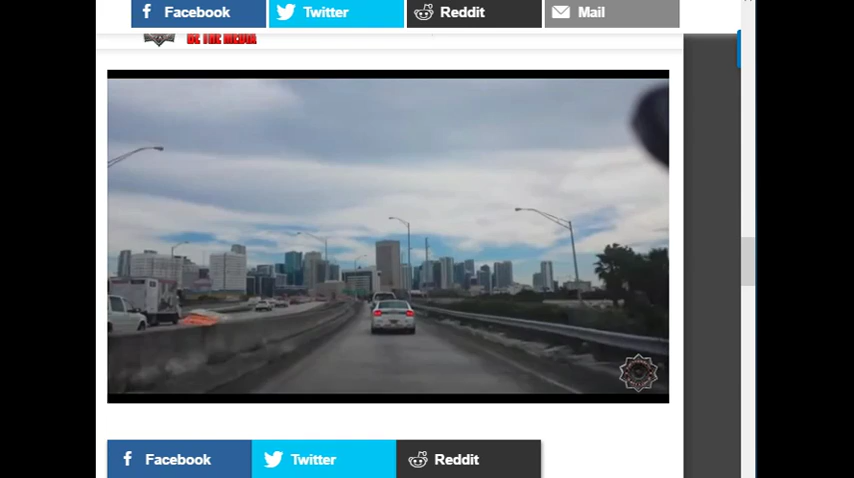 Facebook
Twitter
Reddit
Mail
BE THE MEDIA
Facebook
Twitter
Reddit